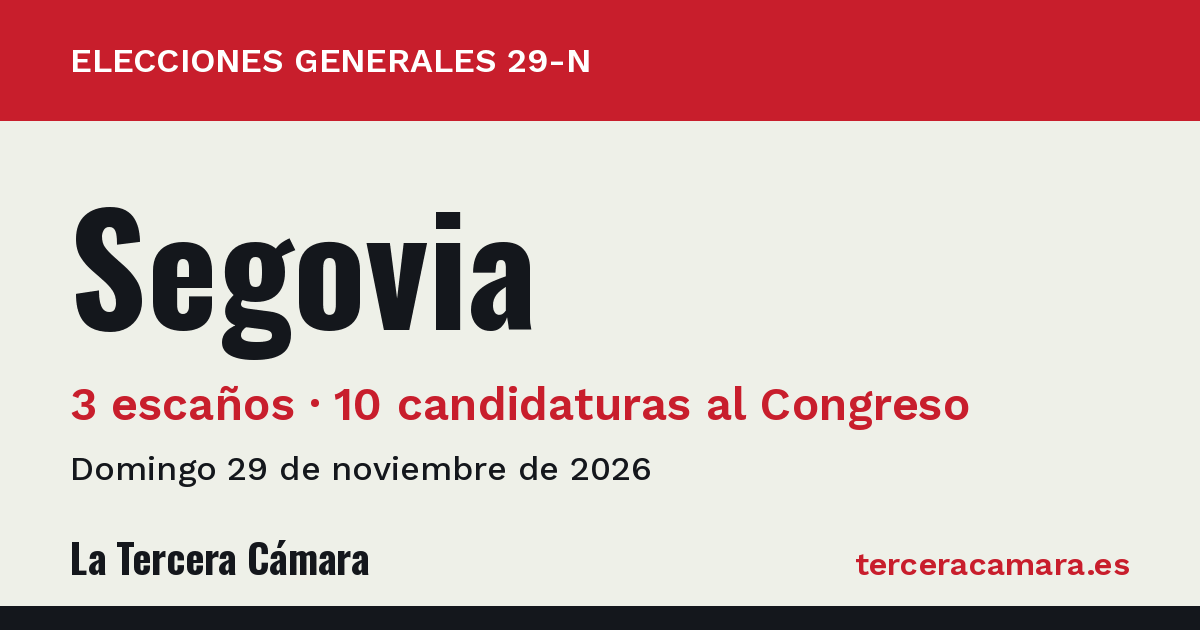 ELECCIONES GENERALES 29-N
Segovia
3 escaños · 10 candidaturas al Congreso
Domingo 29 de noviembre de 2026
La Tercera Cámara
terceracamara.es